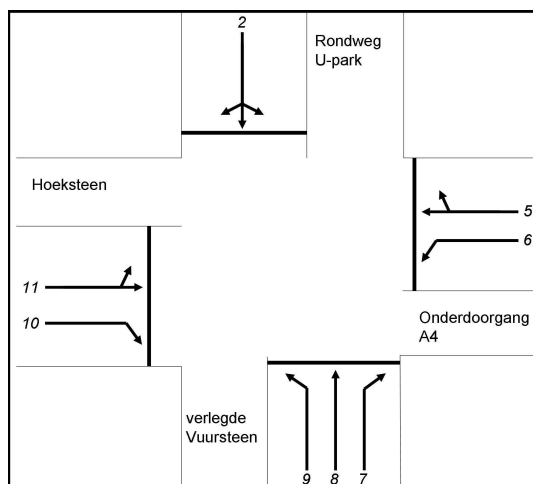 2
Rondweg
U-park
Hoeksteen
5
6
11
10
Onderdoorgang
A4
verlegde
Vuursteen
9 8 7